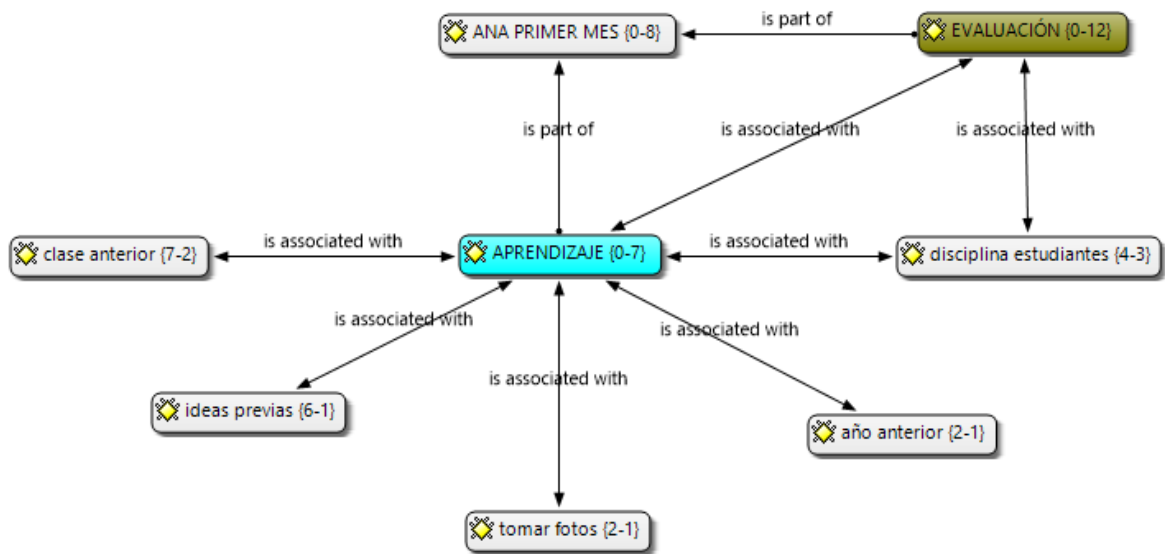 ANA PRIMER MES {0-8}
is part of
EVALUACIÓN {0-12}
is part of
is associated with
is associated with
clase anterior {7-2}
is associated with
APRENDIZAJE {0-7}
is associated with
disciplina estudiantes {4-3}
is associated with
is associated with
is associated with
ideas previas {6-1}
año anterior {2-1}
tomar fotos {2-1}